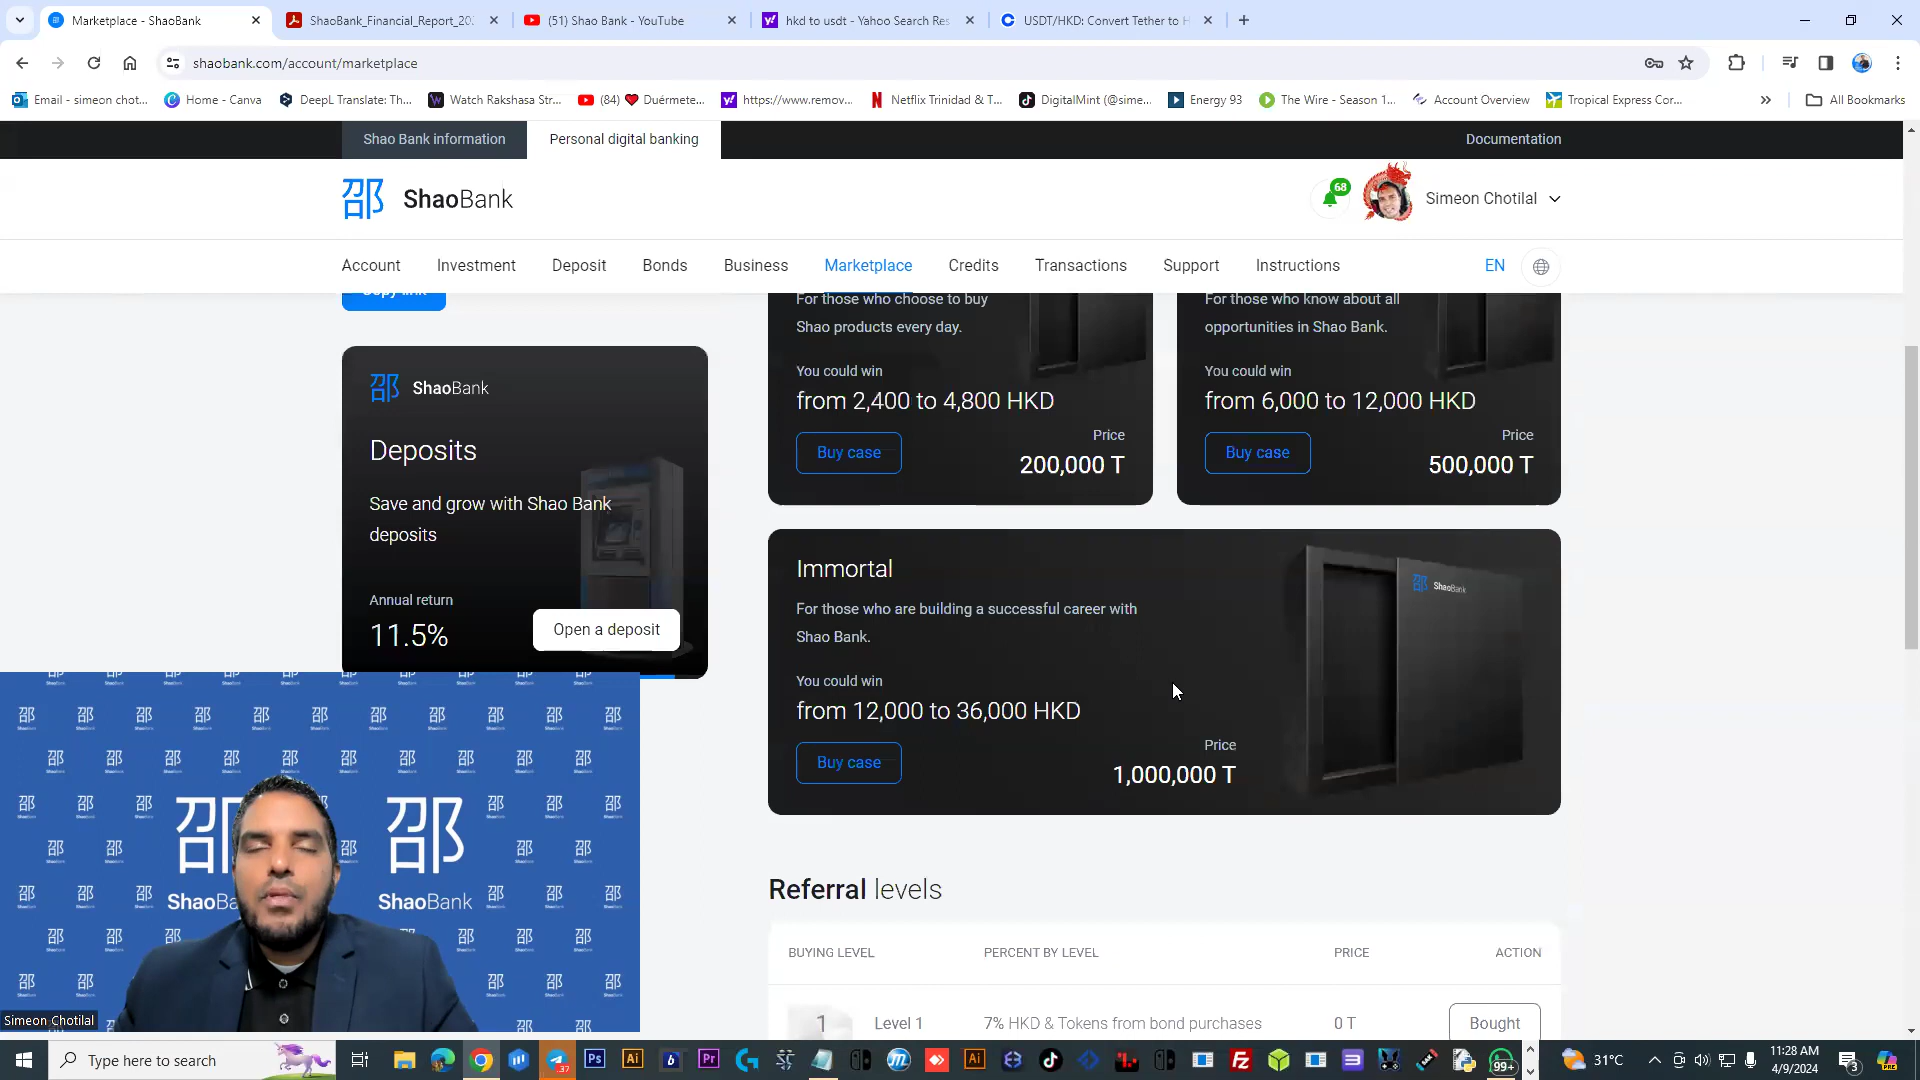 Marketplace - ShaoBank
ShaoBank_Financial_Report_20
(51) Shao Bank - YouTube
hkd to usdt - Yahoo Search Res
USDT/HKD: Convert Tether to H
shaobank.com/account/marketplace
Email - simeon chot...
Home - Canva
DeepL Translate: Th...
Watch Rakshasa Str...
(84) ❤ Duérmete...
https://www.remov...
Netflix Trinidad & T...
DigitalMint (@sime...
Energy 93
The Wire - Season 1...
Account Overview
Tropical Express Cor...
All Bookmarks
Shao Bank information
Personal digital banking
Documentation
邵 ShaoBank
68
Simeon Chotilal
Account
Investment
Deposit
Bonds
Business
Marketplace
Credits
Transactions
Support
Instructions
EN
Copy link
邵 ShaoBank
Deposits
Save and grow with Shao Bank
deposits
Annual return
11.5%
Open a deposit
For those who choose to buy
Shao products every day.
You could win
from 2,400 to 4,800 HKD
Buy case
Price
200,000 T
For those who know about all
opportunities in Shao Bank.
You could win
from 6,000 to 12,000 HKD
Buy case
Price
500,000 T
Immortal
For those who are building a successful career with
Shao Bank.
You could win
from 12,000 to 36,000 HKD
Buy case
Price
1,000,000 T
邵 ShaoBank
Referral levels
BUYING LEVEL
PERCENT BY LEVEL
PRICE
ACTION
1
Level 1
7% HKD & Tokens from bond purchases
0 T
Bought
邵
邵
ShaoBa
ShaoBank
Simeon Chotilal
Type here to search
31°C
11:28 AM
4/9/2024
99+
3